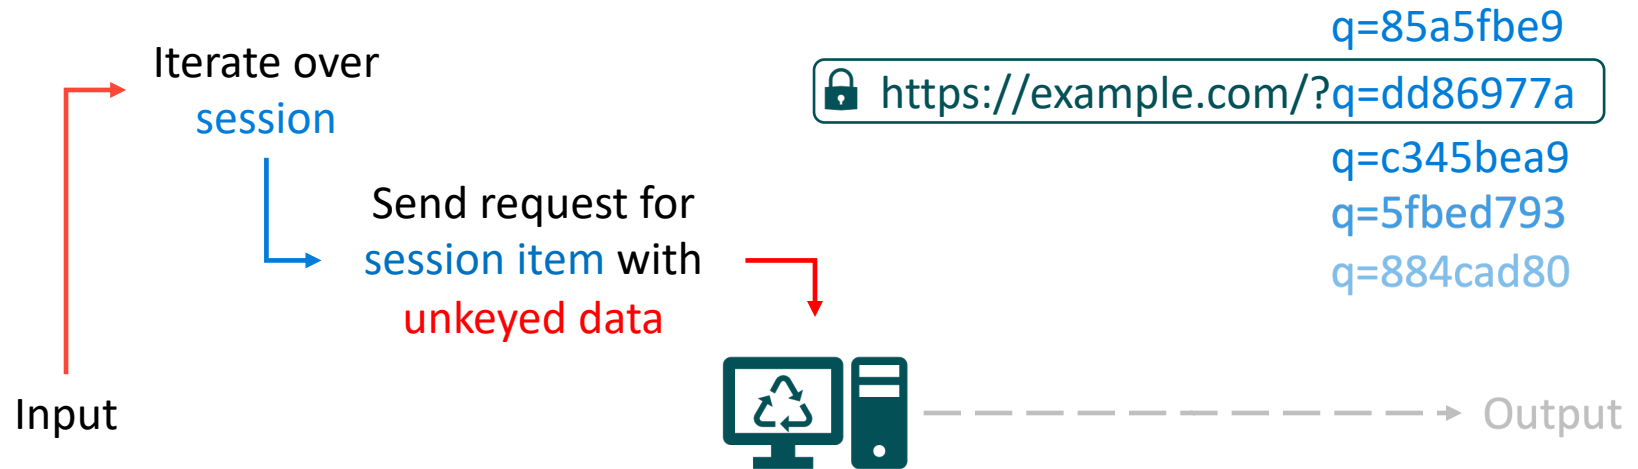 Iterate over
session
Send request for
session item with
unkeyed data
Input
q=85a5fbe9
https://example.com/?q=dd86977a
q=c345bea9
q=5fbed793
q=884cad80
Output